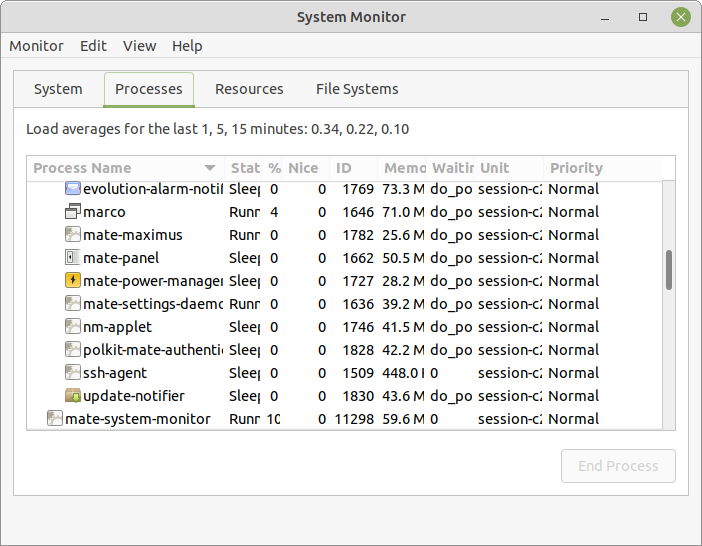 System Monitor
Monitor Edit View Help
System Processes Resources File Systems
Load averages for the last 1, 5, 15 minutes: 0.34, 0.22, 0.10
Process Name Stat % Nice ID Memo Waitin Unit Priority
evolution-alarm-notif Sleep 0 0 1769 73.3 M do_po session-c2 Normal
marco Runn 4 0 1646 71.0 M do_po session-c2 Normal
mate-maximus Runn 0 0 1782 25.6 M do_po session-c2 Normal
mate-panel Sleep 0 0 1662 50.5 M do_po session-c2 Normal
mate-power-manager Sleep 0 0 1727 28.2 M do_po session-c2 Normal
mate-settings-daemo Runn 0 0 1636 39.2 M do_po session-c2 Normal
nm-applet Sleep 0 0 1746 41.5 M do_po session-c2 Normal
polkit-mate-authenti Sleep 0 0 1828 42.2 M do_po session-c2 Normal
ssh-agent Sleep 0 0 1509 448.0 0 session-c2 Normal
update-notifier Sleep 0 0 1830 43.6 M do_po session-c2 Normal
mate-system-monitor Runn 10 0 11298 59.6 M 0 session-c2 Normal
End Process